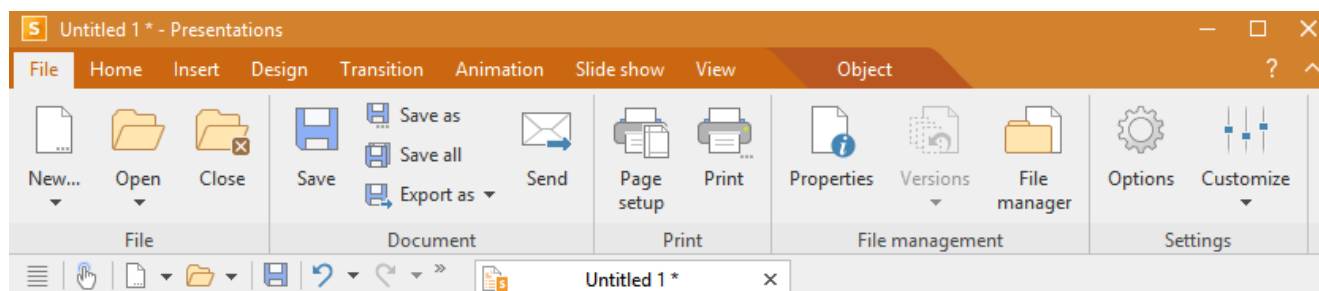 S Untitled 1 * - Presentations
File Home Insert Design Transition Animation Slide show View Object ?
Save as
Save all
Export as
New... Open Close Save Send Page setup Print Properties Versions File manager Options Customize
File Document Print File management Settings
» S Untitled 1 *